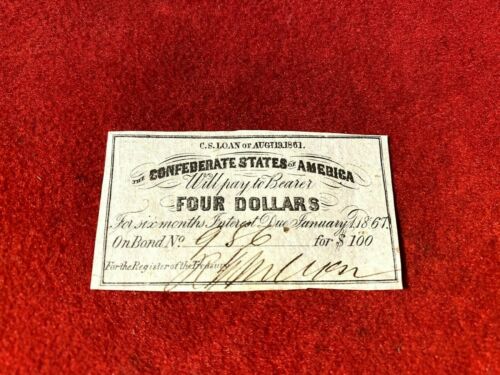 C.S. LOAN OF AUG.19.1861.
THE CONFEDERATE STATES OF AMERICA
Will pay to Bearer
FOUR DOLLARS
For six months Interest Due January 1, 1867.
On Bond No. 956 for $100
For the Register of the Treasury